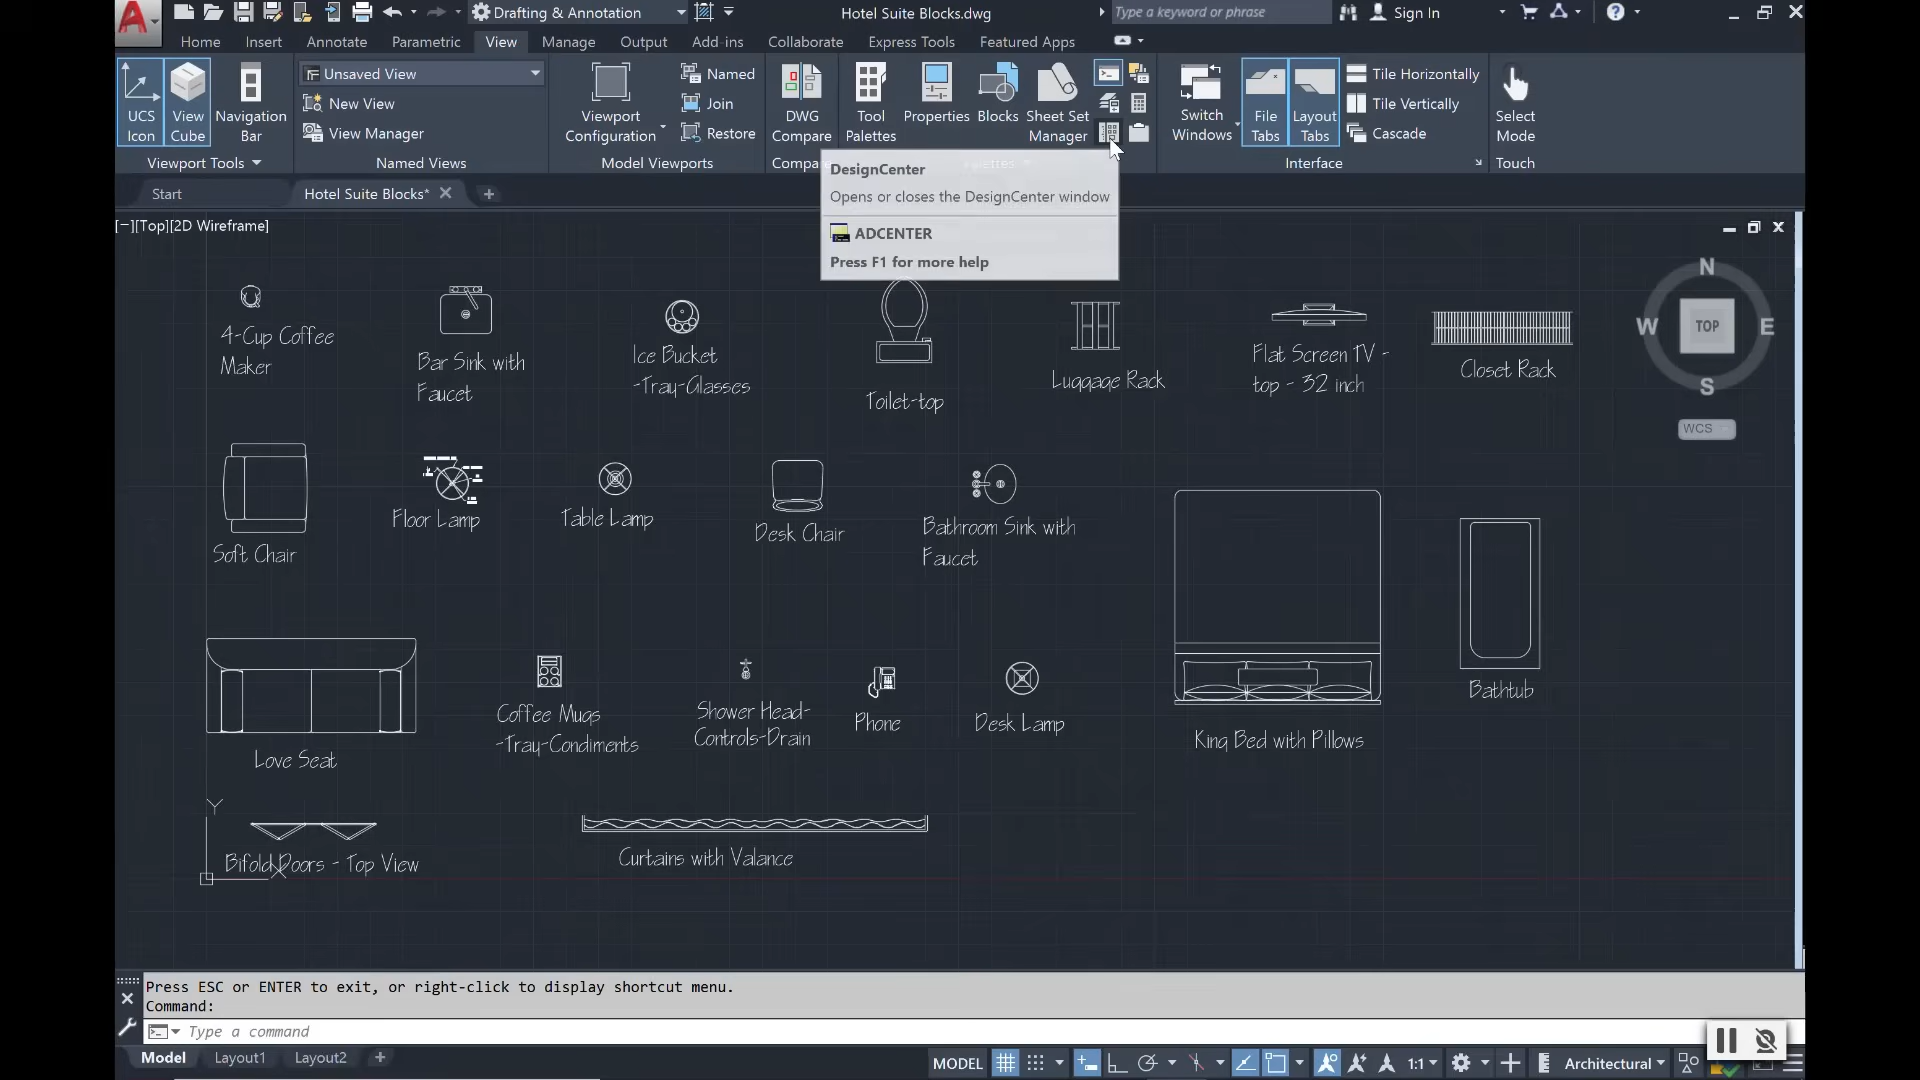 Drafting & Annotation
Hotel Suite Blocks.dwg
Type a keyword or phrase
Sign In
Home
Insert
Annotate
Parametric
View
Manage
Output
Add-ins
Collaborate
Express Tools
Featured Apps
UCS
Icon
View
Cube
Navigation
Bar
Unsaved View
New View
View Manager
Viewport
Configuration
Named
Join
Restore
DWG
Compare
Tool
Palettes
Properties
Blocks
Sheet Set
Manager
Switch
Windows
File
Tabs
Layout
Tabs
Tile Horizontally
Tile Vertically
Cascade
Select
Mode
Viewport Tools
Named Views
Model Viewports
Interface
Touch
Start
Hotel Suite Blocks*
DesignCenter
Opens or closes the DesignCenter window
ADCENTER
Press F1 for more help
[−][Top][2D Wireframe]
N
W
TOP
E
S
WCS
4-Cup Coffee
Maker
Bar Sink with
Faucet
Ice Bucket
-Tray-Glasses
Toilet-top
Luggage Rack
Flat Screen TV -
top - 32 inch
Closet Rack
Soft Chair
Floor Lamp
Table Lamp
Desk Chair
Bathroom Sink with
Faucet
Love Seat
Coffee Mugs
-Tray-Condiments
Shower Head-
Controls-Drain
Phone
Desk Lamp
King Bed with Pillows
Bathtub
Y
X
Bifold Doors - Top View
Curtains with Valance
Press ESC or ENTER to exit, or right-click to display shortcut menu.
Command:
Type a command
Model
Layout1
Layout2
MODEL
1:1
Architectural